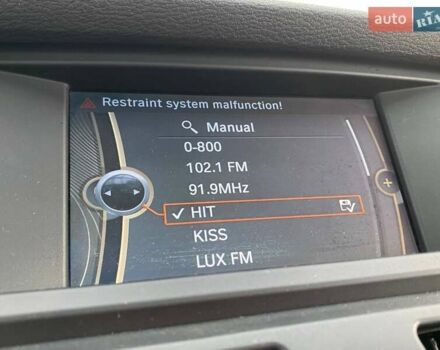 auto RIA
Restraint system malfunction!
Manual
0-800
102.1 FM
91.9MHz
HIT
KISS
LUX FM